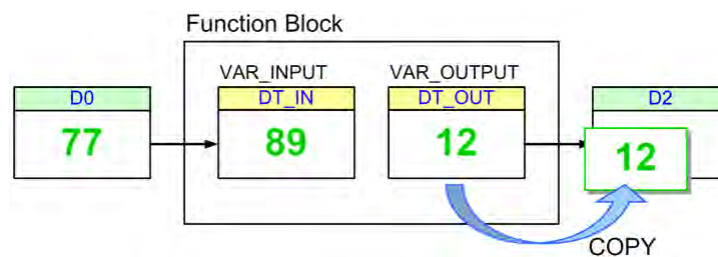 Function Block
VAR_INPUT
VAR_OUTPUT
D0
DT_IN
DT_OUT
D2
77
89
12
12
COPY